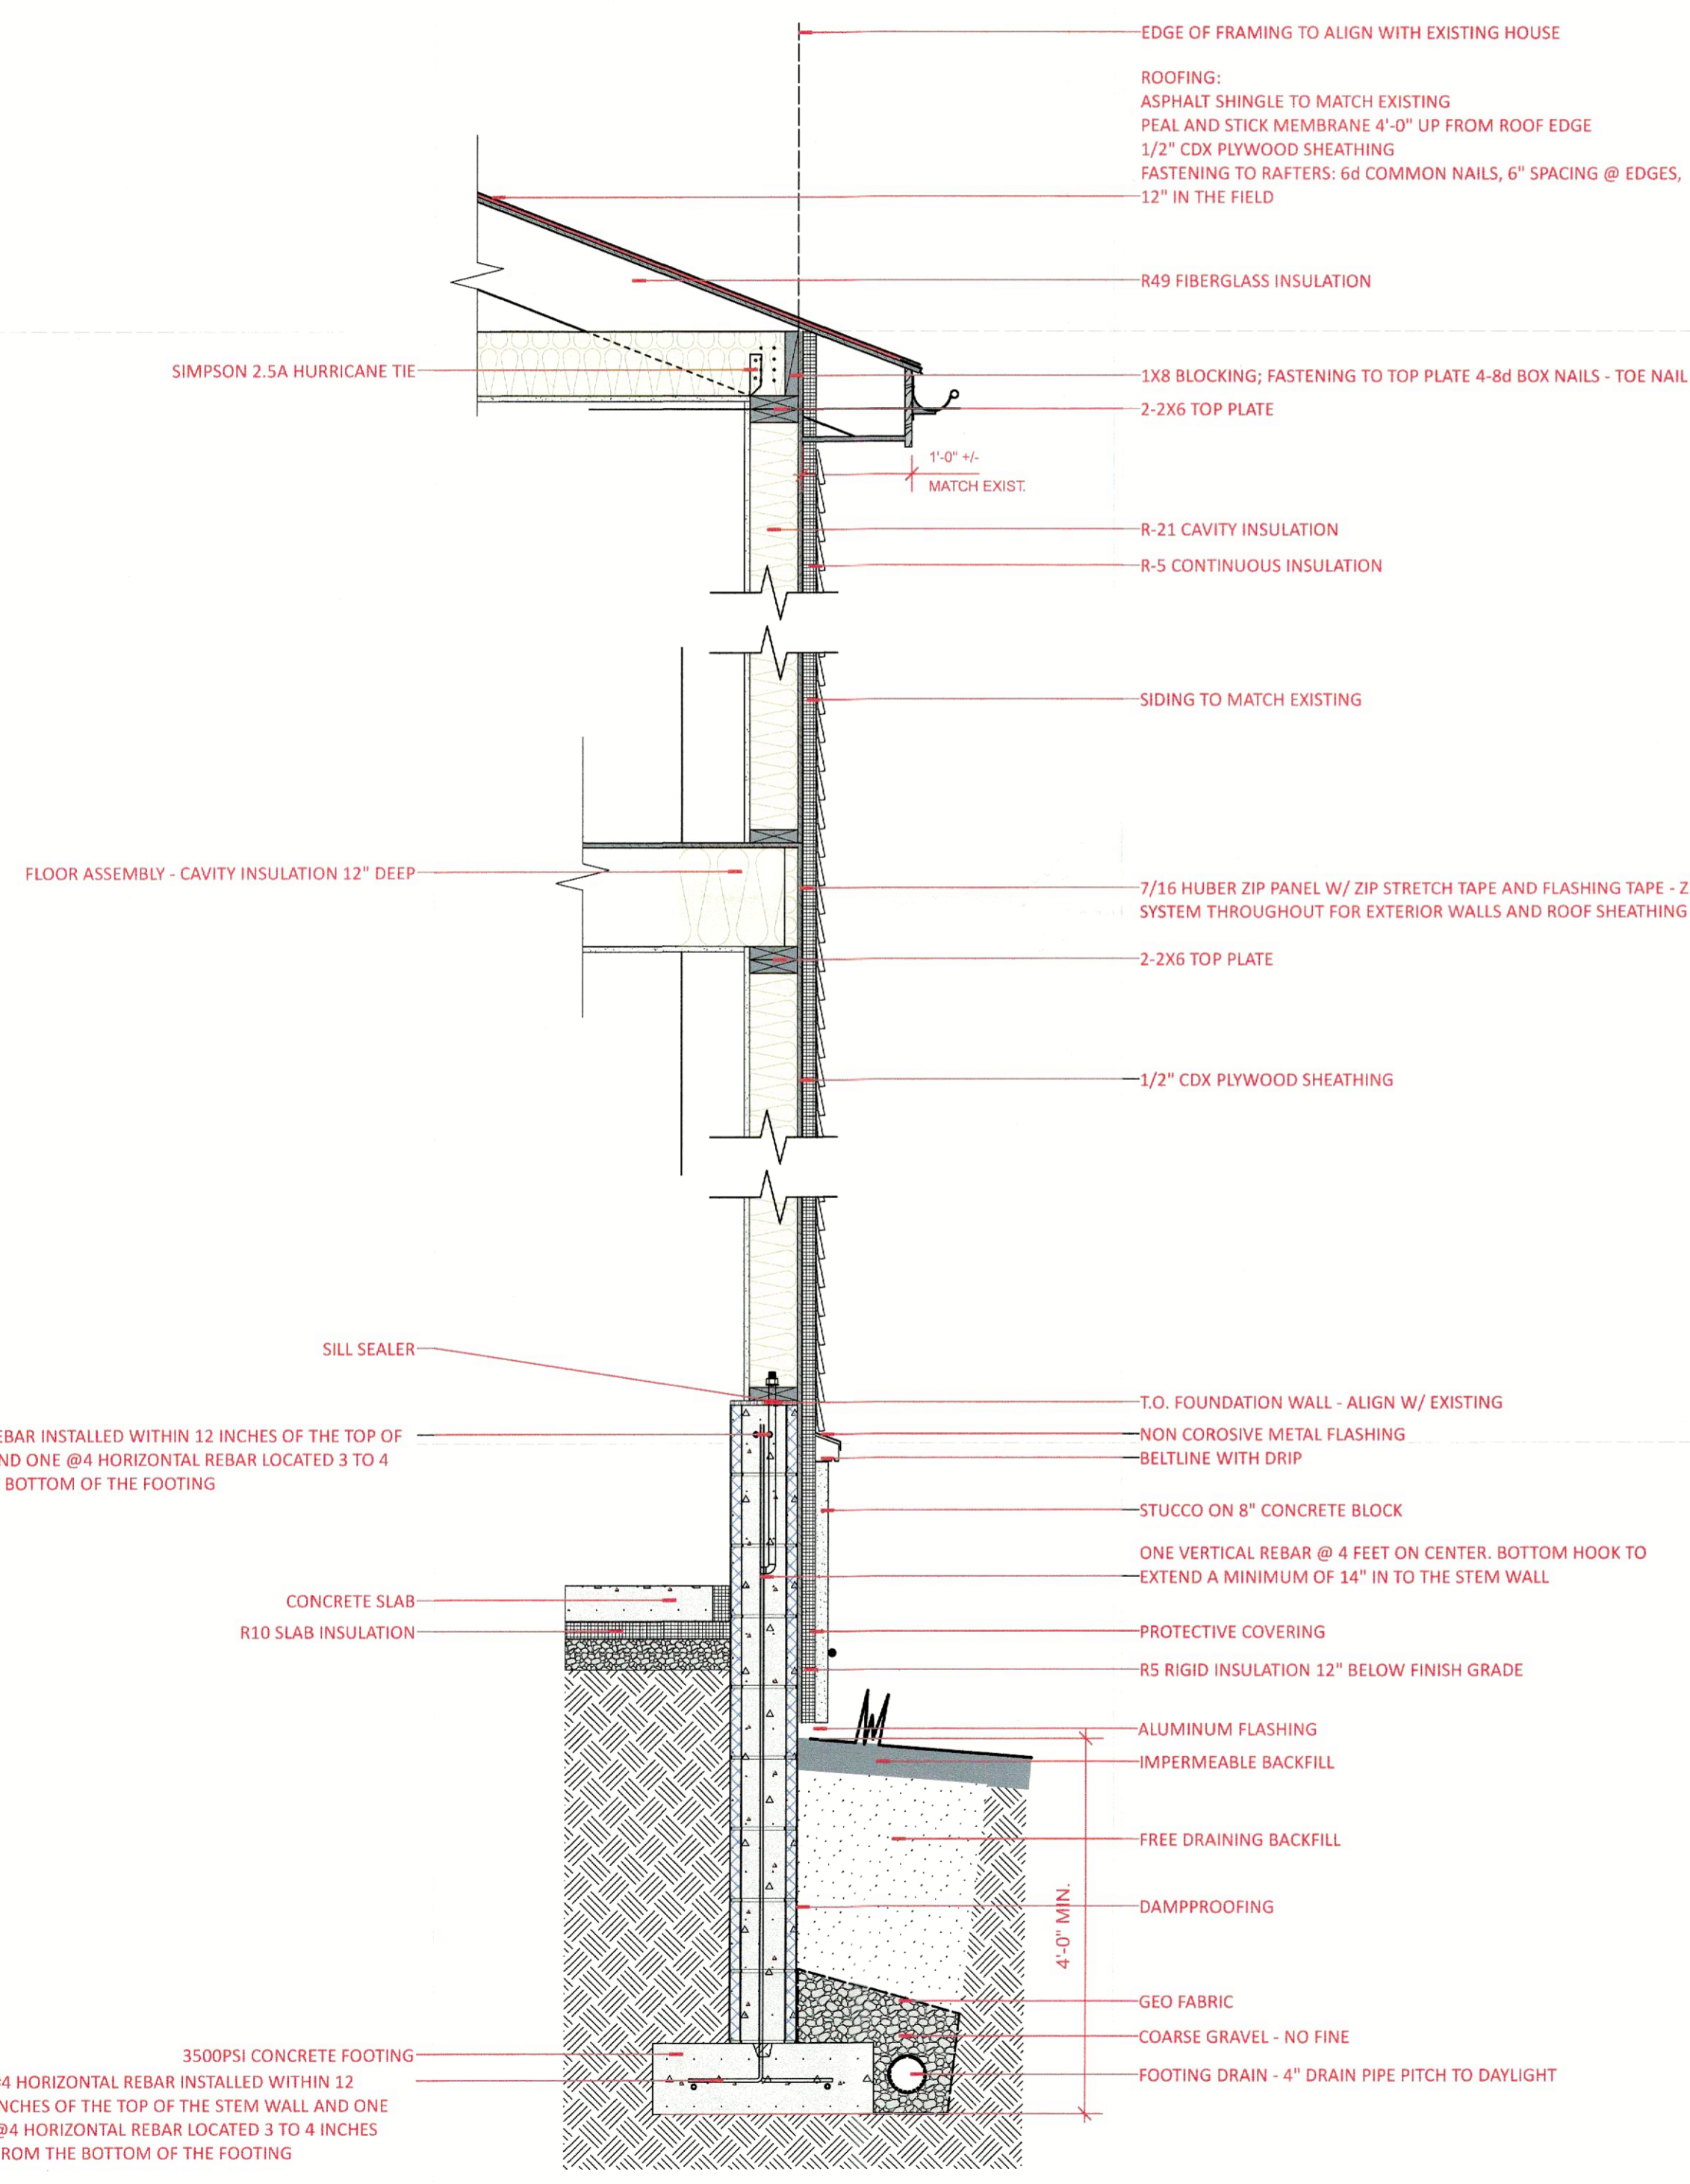 EDGE OF FRAMING TO ALIGN WITH EXISTING HOUSE
ROOFING:
ASPHALT SHINGLE TO MATCH EXISTING
PEAL AND STICK MEMBRANE 4'-0" UP FROM ROOF EDGE
1/2" CDX PLYWOOD SHEATHING
FASTENING TO RAFTERS: 6d COMMON NAILS, 6" SPACING @ EDGES,
12" IN THE FIELD
R49 FIBERGLASS INSULATION
SIMPSON 2.5A HURRICANE TIE
1X8 BLOCKING; FASTENING TO TOP PLATE 4-8d BOX NAILS - TOE NAIL
2-2X6 TOP PLATE
1'-0" +/-
MATCH EXIST.
R-21 CAVITY INSULATION
R-5 CONTINUOUS INSULATION
SIDING TO MATCH EXISTING
FLOOR ASSEMBLY - CAVITY INSULATION 12" DEEP
7/16 HUBER ZIP PANEL W/ ZIP STRETCH TAPE AND FLASHING TAPE - Z
SYSTEM THROUGHOUT FOR EXTERIOR WALLS AND ROOF SHEATHING
2-2X6 TOP PLATE
1/2" CDX PLYWOOD SHEATHING
SILL SEALER
T.O. FOUNDATION WALL - ALIGN W/ EXISTING
EBAR INSTALLED WITHIN 12 INCHES OF THE TOP OF
ND ONE @4 HORIZONTAL REBAR LOCATED 3 TO 4
BOTTOM OF THE FOOTING
NON COROSIVE METAL FLASHING
BELTLINE WITH DRIP
STUCCO ON 8" CONCRETE BLOCK
ONE VERTICAL REBAR @ 4 FEET ON CENTER. BOTTOM HOOK TO
EXTEND A MINIMUM OF 14" IN TO THE STEM WALL
CONCRETE SLAB
R10 SLAB INSULATION
PROTECTIVE COVERING
R5 RIGID INSULATION 12" BELOW FINISH GRADE
ALUMINUM FLASHING
IMPERMEABLE BACKFILL
FREE DRAINING BACKFILL
4'-0" MIN.
DAMPPROOFING
GEO FABRIC
COARSE GRAVEL - NO FINE
FOOTING DRAIN - 4" DRAIN PIPE PITCH TO DAYLIGHT
3500PSI CONCRETE FOOTING
#4 HORIZONTAL REBAR INSTALLED WITHIN 12
NCHES OF THE TOP OF THE STEM WALL AND ONE
@4 HORIZONTAL REBAR LOCATED 3 TO 4 INCHES
ROM THE BOTTOM OF THE FOOTING